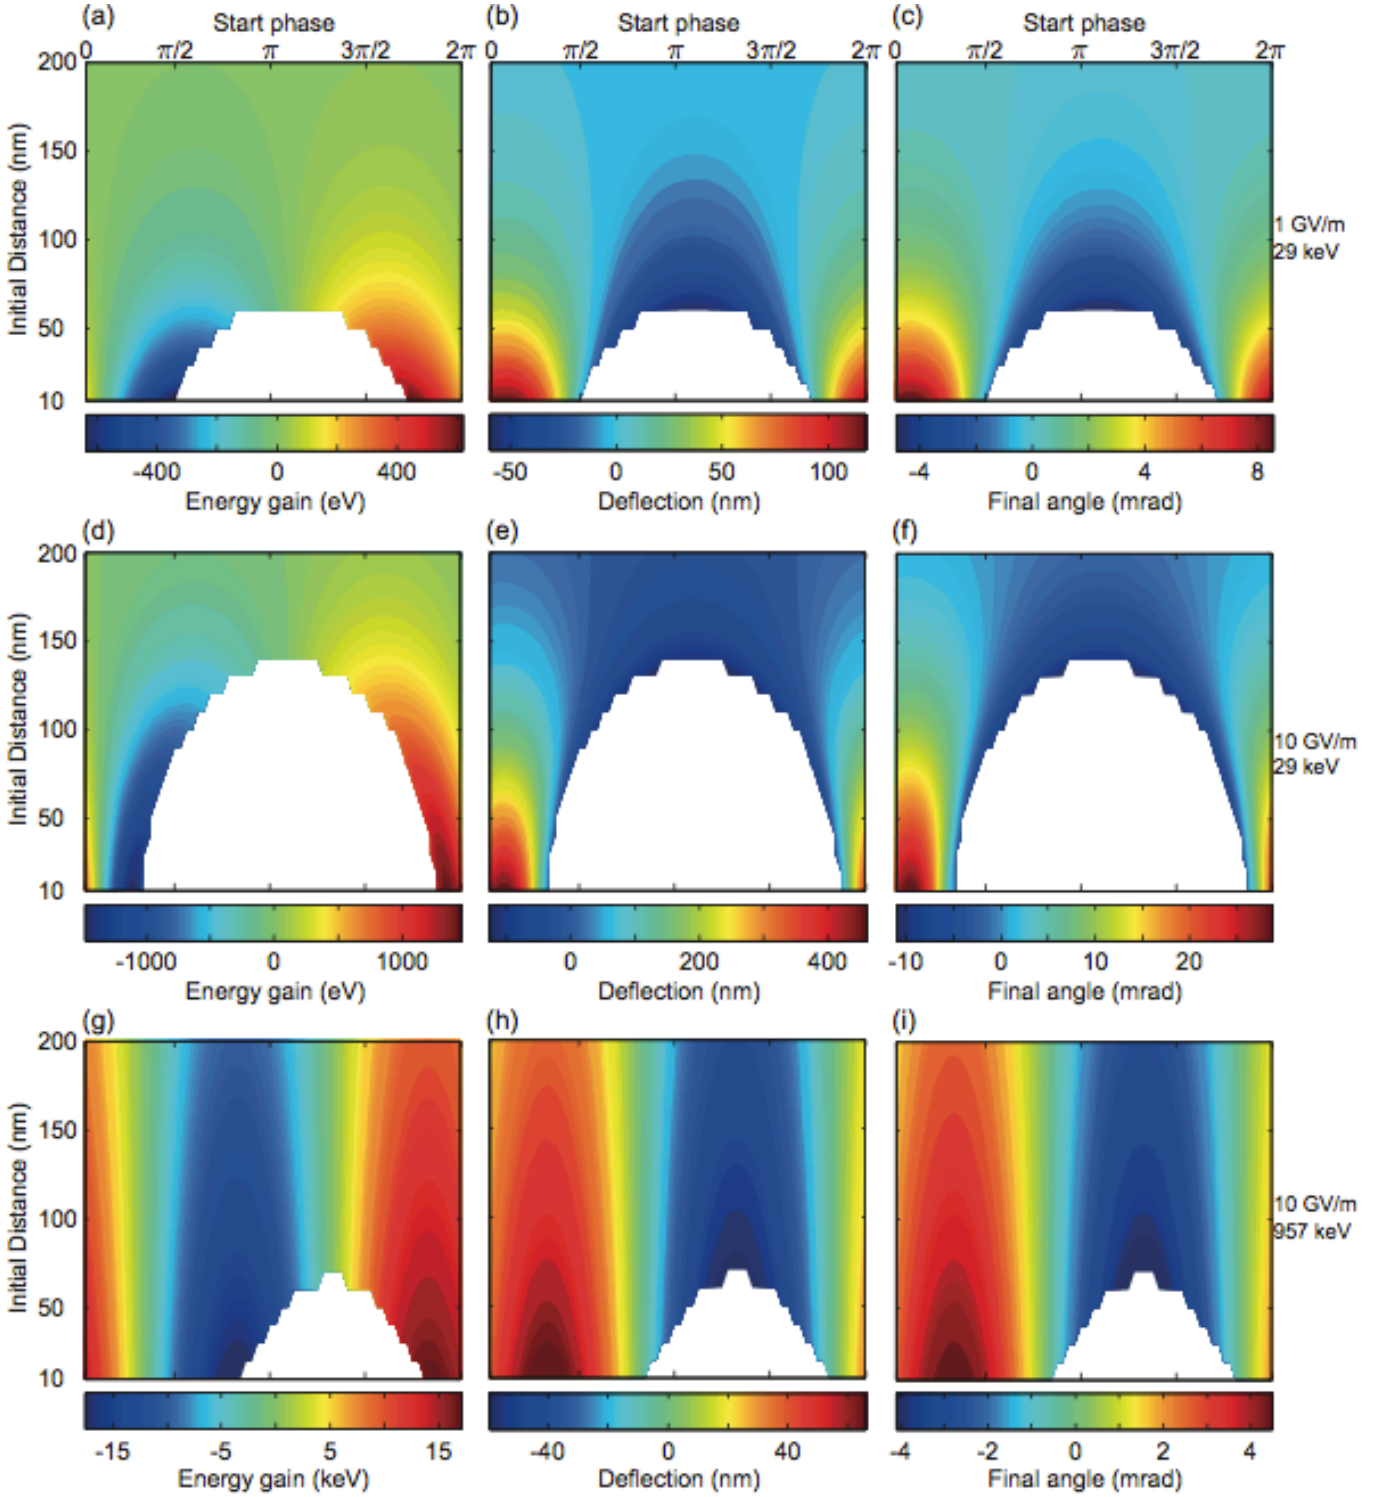 (a) (b) (c)
Start phase Start phase Start phase
0 π/2 π 3π/2 2π 0 π/2 π 3π/2 2π 0 π/2 π 3π/2 2π
200
150
100
50
10
Initial Distance (nm)
1 GV/m
29 keV
-400 0 400 -50 0 50 100 -4 0 4 8
Energy gain (eV) Deflection (nm) Final angle (mrad)
(d) (e) (f)
200
150
100
50
10
Initial Distance (nm)
10 GV/m
29 keV
-1000 0 1000 0 200 400 -10 0 10 20
Energy gain (eV) Deflection (nm) Final angle (mrad)
(g) (h) (i)
200
150
100
50
10
Initial Distance (nm)
10 GV/m
957 keV
-15 -5 5 15 -40 0 40 -4 -2 0 2 4
Energy gain (keV) Deflection (nm) Final angle (mrad)